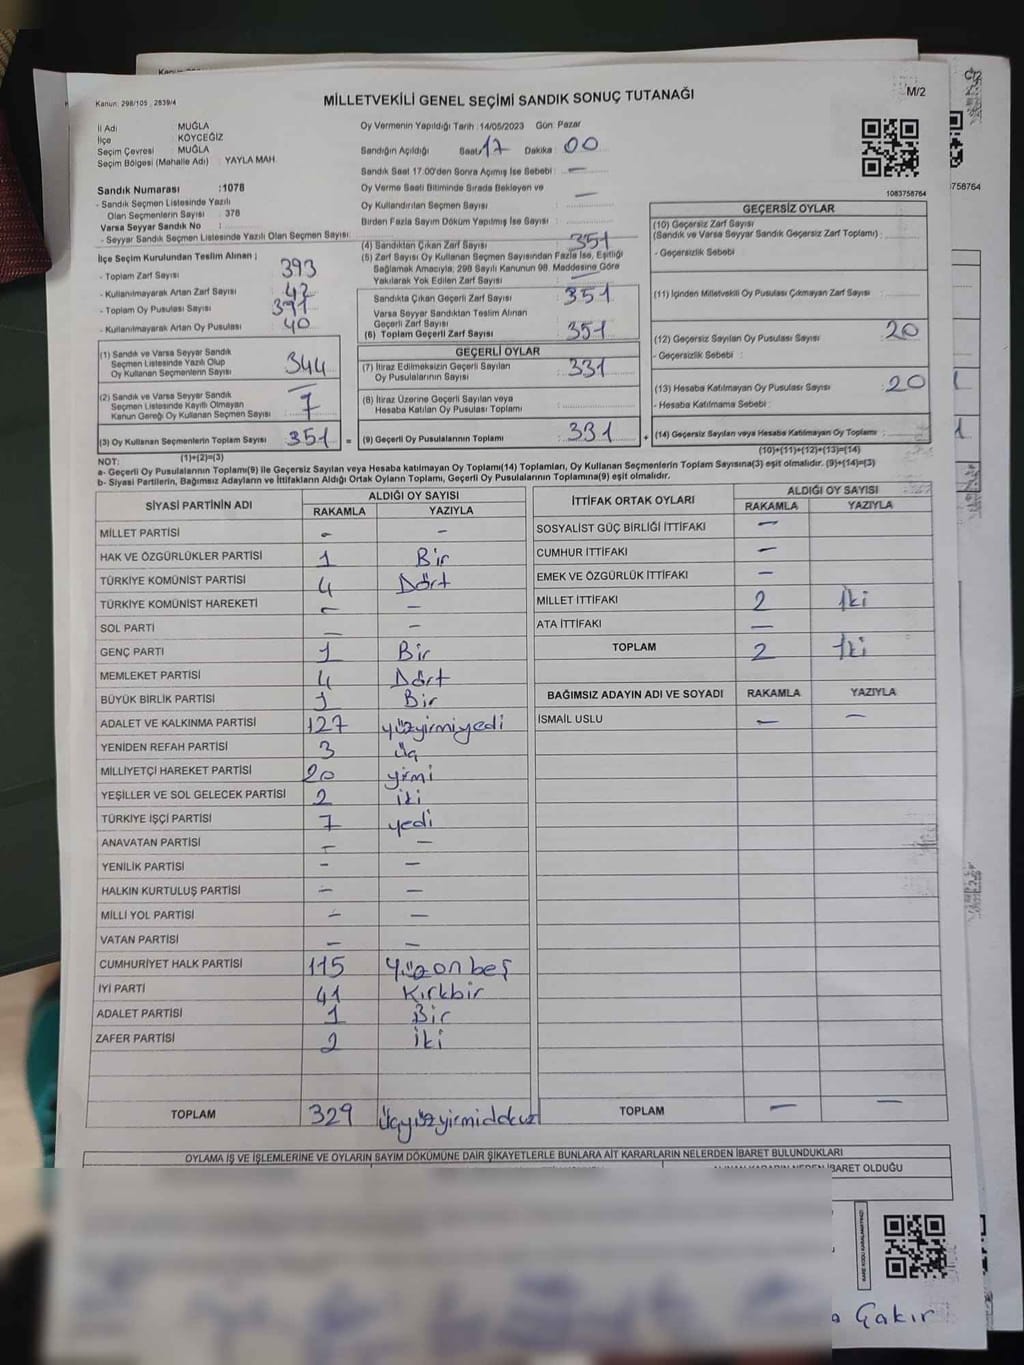 Kanun: 298/105 , 2839/4
MİLLETVEKİLİ GENEL SEÇİMİ SANDIK SONUÇ TUTANAĞI
M/2
İl Adı : MUĞLA
İlçe : KÖYCEĞİZ
Seçim Çevresi : MUĞLA
Seçim Bölgesi (Mahalle Adı) : YAYLA MAH.
Sandık Numarası :1078
- Sandık Seçmen Listesinde Yazılı
Olan Seçmenlerin Sayısı : 378
Varsa Seyyar Sandık No :
- Seyyar Sandık Seçmen Listesinde Yazılı Olan Seçmen Sayısı:
Oy Vermenin Yapıldığı Tarih :14/05/2023 Gün: Pazar
Sandığın Açıldığı Saat: 17 Dakika : 00
Sandık Saat 17.00'den Sonra Açımış İse Sebebi : —
Oy Verme Saati Bitiminde Sırada Bekleyen ve
Oy Kullandırılan Seçmen Sayısı : —
Birden Fazla Sayım Döküm Yapılmış İse Sayısı :
1083758764
İlçe Seçim Kurulundan Teslim Alınan ;
- Toplam Zarf Sayısı : 393
- Kullanılmayarak Artan Zarf Sayısı : 42
- Toplam Oy Pusulası Sayısı : 391
- Kullanılmayarak Artan Oy Pusulası : 40
(1) Sandık ve Varsa Seyyar Sandık
Seçmen Listesinde Yazılı Olup
Oy Kullanan Seçmenlerin Sayısı : 344
(2) Sandık ve Varsa Seyyar Sandık
Seçmen Listesinde Kayıtlı Olmayan
Kanun Gereği Oy Kullanan Seçmen Sayısı : 7
(3) Oy Kullanan Seçmenlerin Toplam Sayısı : 351 =
(1)+(2)=(3)
(4) Sandıktan Çıkan Zarf Sayısı : 351
(5) Zarf Sayısı Oy Kullanan Seçmen Sayısından Fazla İse, Eşitliği
Sağlamak Amacıyla, 298 Sayılı Kanunun 98. Maddesine Göre
Yakılarak Yok Edilen Zarf Sayısı :
Sandıkta Çıkan Geçerli Zarf Sayısı : 351
Varsa Seyyar Sandıktan Teslim Alınan
Geçerli Zarf Sayısı :
(6) Toplam Geçerli Zarf Sayısı : 351
GEÇERLİ OYLAR
(7) İtiraz Edilmeksizin Geçerli Sayılan
Oy Pusulalarının Sayısı : 331
(8) İtiraz Üzerine Geçerli Sayılan veya
Hesaba Katılan Oy Pusulası Toplamı :
(9) Geçerli Oy Pusulalarının Toplamı : 331 +
GEÇERSİZ OYLAR
(10) Geçersiz Zarf Sayısı
(Sandık ve Varsa Seyyar Sandık Geçersiz Zarf Toplamı) :
- Geçersizlik Sebebi :
(11) İçinden Milletvekili Oy Pusulası Çıkmayan Zarf Sayısı :
(12) Geçersiz Sayılan Oy Pusulası Sayısı : 20
- Geçersizlik Sebebi :
(13) Hesaba Katılmayan Oy Pusulası Sayısı : 20
- Hesaba Katılmama Sebebi :
(14) Geçersiz Sayılan veya Hesaba Katılmayan Oy Toplamı :
(10)+(11)+(12)+(13)=(14)
NOT:
a- Geçerli Oy Pusulalarının Toplamı(9) ile Geçersiz Sayılan veya Hesaba katılmayan Oy Toplamı(14) Toplamları, Oy Kullanan Seçmenlerin Toplam Sayısına(3) eşit olmalıdır. (9)+(14)=(3)
b- Siyasi Partilerin, Bağımsız Adayların ve İttifakların Aldığı Ortak Oyların Toplamı, Geçerli Oy Pusulalarının Toplamına(9) eşit olmalıdır.
SİYASİ PARTİNİN ADI ALDIĞI OY SAYISI
RAKAMLA YAZIYLA
MİLLET PARTİSİ - -
HAK VE ÖZGÜRLÜKLER PARTİSİ 1 Bir
TÜRKİYE KOMÜNİST PARTİSİ 4 Dört
TÜRKİYE KOMÜNİST HAREKETİ - -
SOL PARTİ - -
GENÇ PARTİ 1 Bir
MEMLEKET PARTİSİ 4 Dört
BÜYÜK BİRLİK PARTİSİ 1 Bir
ADALET VE KALKINMA PARTİSİ 127 yüzyirmiyedi
YENİDEN REFAH PARTİSİ 3 üç
MİLLİYETÇİ HAREKET PARTİSİ 20 yirmi
YEŞİLLER VE SOL GELECEK PARTİSİ 2 iki
TÜRKİYE İŞÇİ PARTİSİ 7 yedi
ANAVATAN PARTİSİ - -
YENİLİK PARTİSİ - -
HALKIN KURTULUŞ PARTİSİ - -
MİLLİ YOL PARTİSİ - -
VATAN PARTİSİ - -
CUMHURİYET HALK PARTİSİ 115 Yüzonbeş
İYİ PARTİ 41 Kırkbir
ADALET PARTİSİ 1 Bir
ZAFER PARTİSİ 2 İki
TOPLAM 329 üçyüzyirmidokuz
İTTİFAK ORTAK OYLARI ALDIĞI OY SAYISI
RAKAMLA YAZIYLA
SOSYALİST GÜÇ BİRLİĞİ İTTİFAKI —
CUMHUR İTTİFAKI —
EMEK VE ÖZGÜRLÜK İTTİFAKI —
MİLLET İTTİFAKI 2 İki
ATA İTTİFAKI —
TOPLAM 2 İki
BAĞIMSIZ ADAYIN ADI VE SOYADI RAKAMLA YAZIYLA
İSMAİL USLU — —
TOPLAM — —
OYLAMA İŞ VE İŞLEMLERİNE VE OYLARIN SAYIM DÖKÜMÜNE DAİR ŞİKAYETLERLE BUNLARA AİT KARARLARIN NELERDEN İBARET BULUNDUKLARI
İBARET OLDUĞU
Çakır